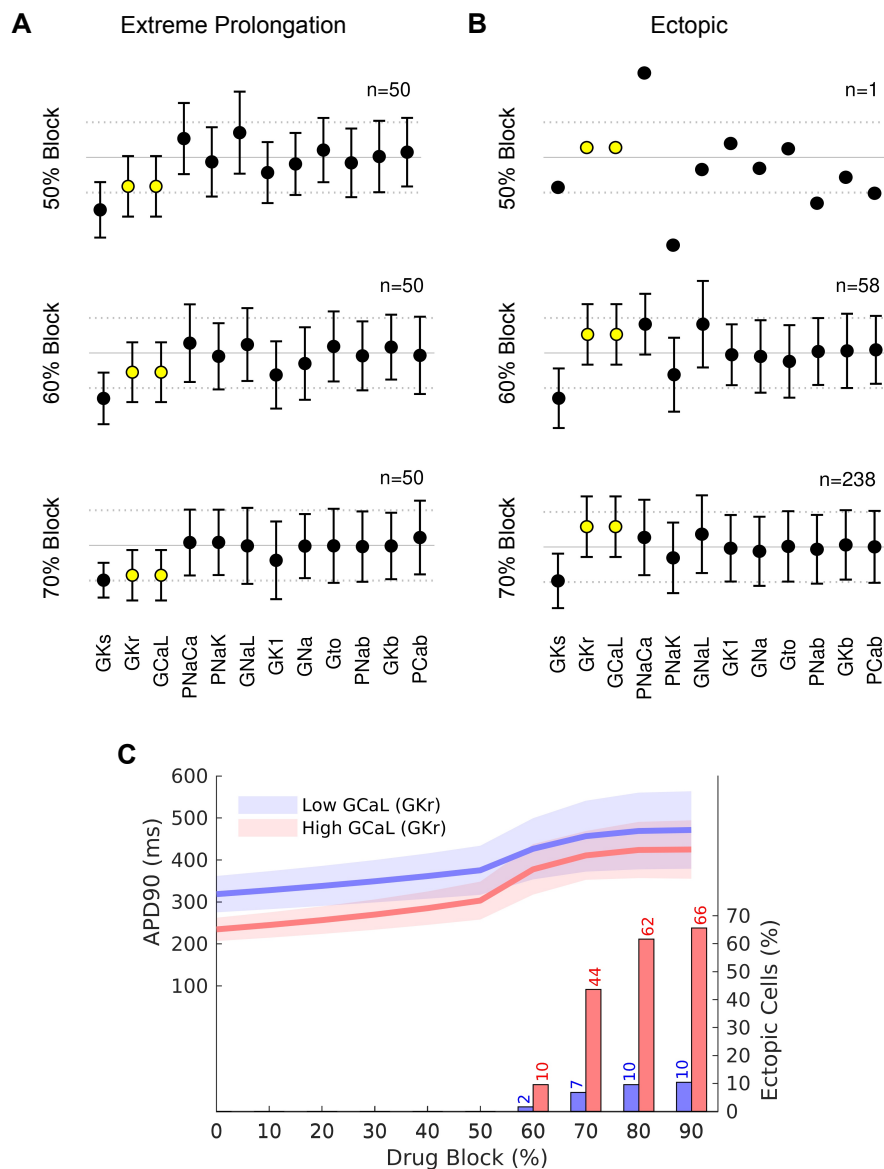 A Extreme Prolongation
B Ectopic
50% Block
n=50
50% Block
n=1
60% Block
n=50
60% Block
n=58
70% Block
n=50
70% Block
n=238
GKs GKr GCaL PNaCa PNaK GNaL GK1 GNa Gto PNab GKb PCab
GKs GKr GCaL PNaCa PNaK GNaL GK1 GNa Gto PNab GKb PCab
C
APD90 (ms)
600
500
400
300
200
100
Low GCaL (GKr)
High GCaL (GKr)
Ectopic Cells (%)
70
60
50
40
30
20
10
0
2 10 7 44 10 62 10 66
0 10 20 30 40 50 60 70 80 90
Drug Block (%)